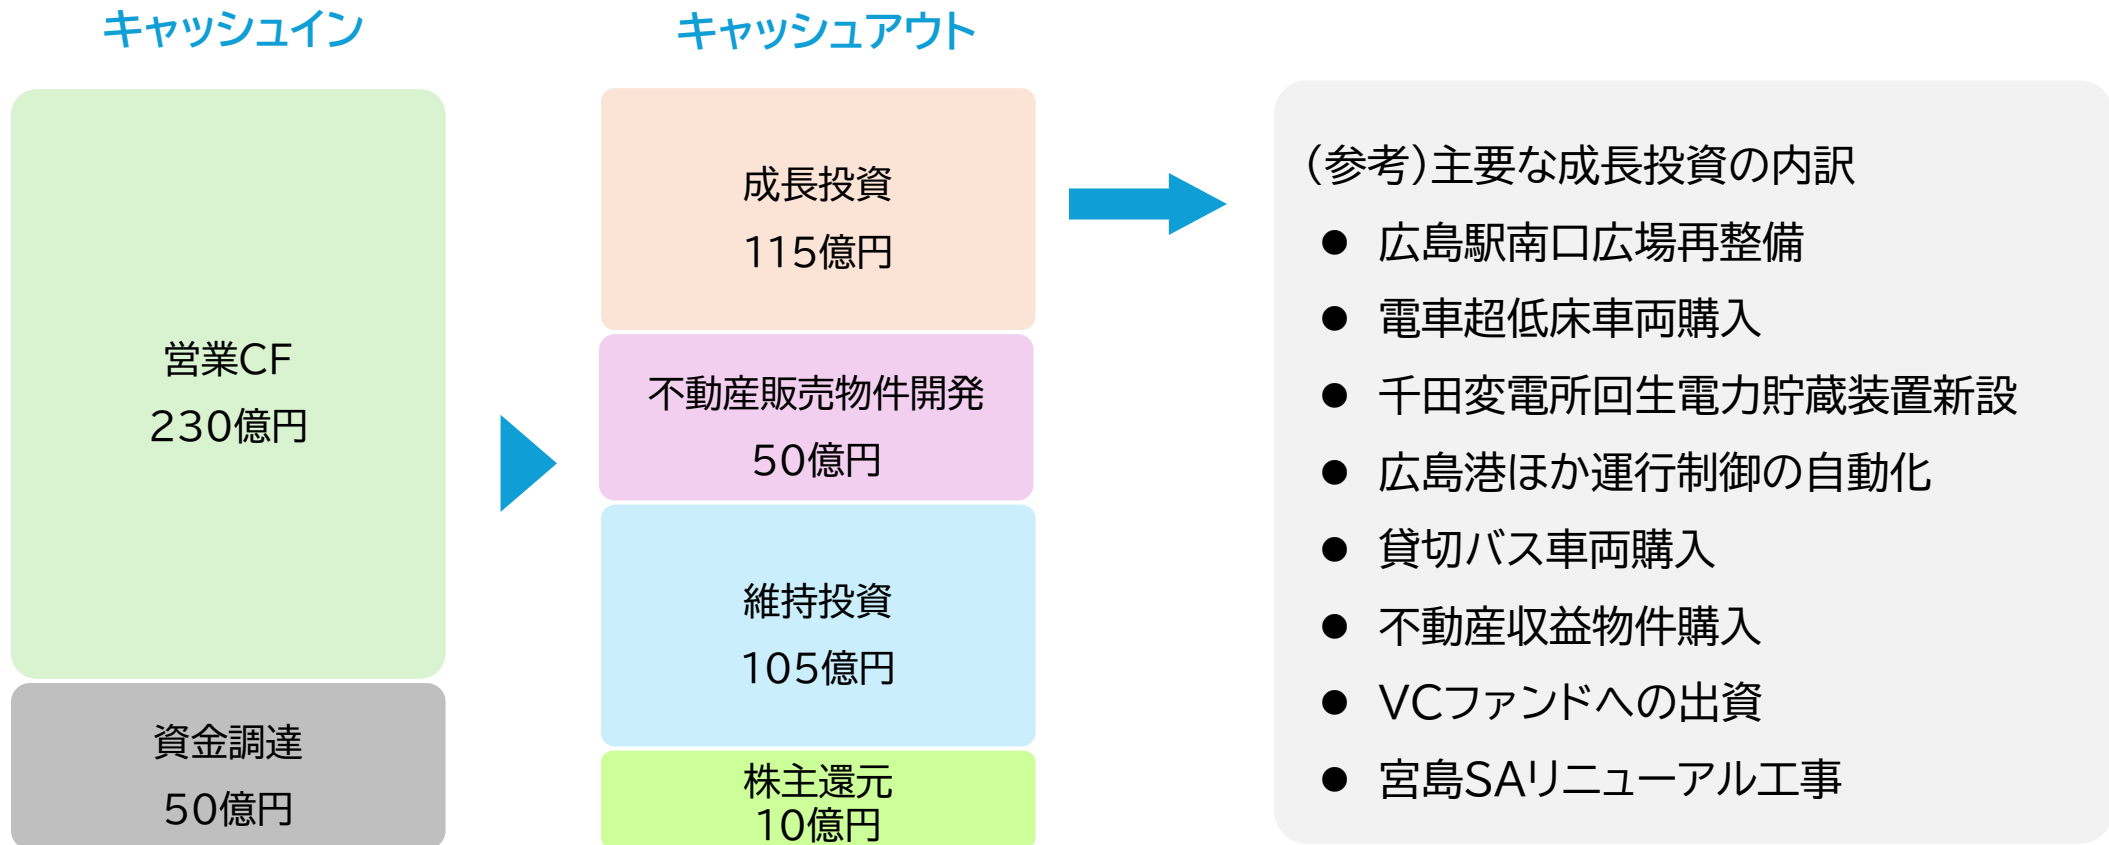 キャッシュイン
営業CF
230億円
資金調達
50億円
キャッシュアウト
成長投資
115億円
不動産販売物件開発
50億円
維持投資
105億円
株主還元
10億円
（参考）主要な成長投資の内訳
● 広島駅南口広場再整備
● 電車超低床車両購入
● 千田変電所回生電力貯蔵装置新設
● 広島港ほか運行制御の自動化
● 貸切バス車両購入
● 不動産収益物件購入
● VCファンドへの出資
● 宮島SAリニューアル工事